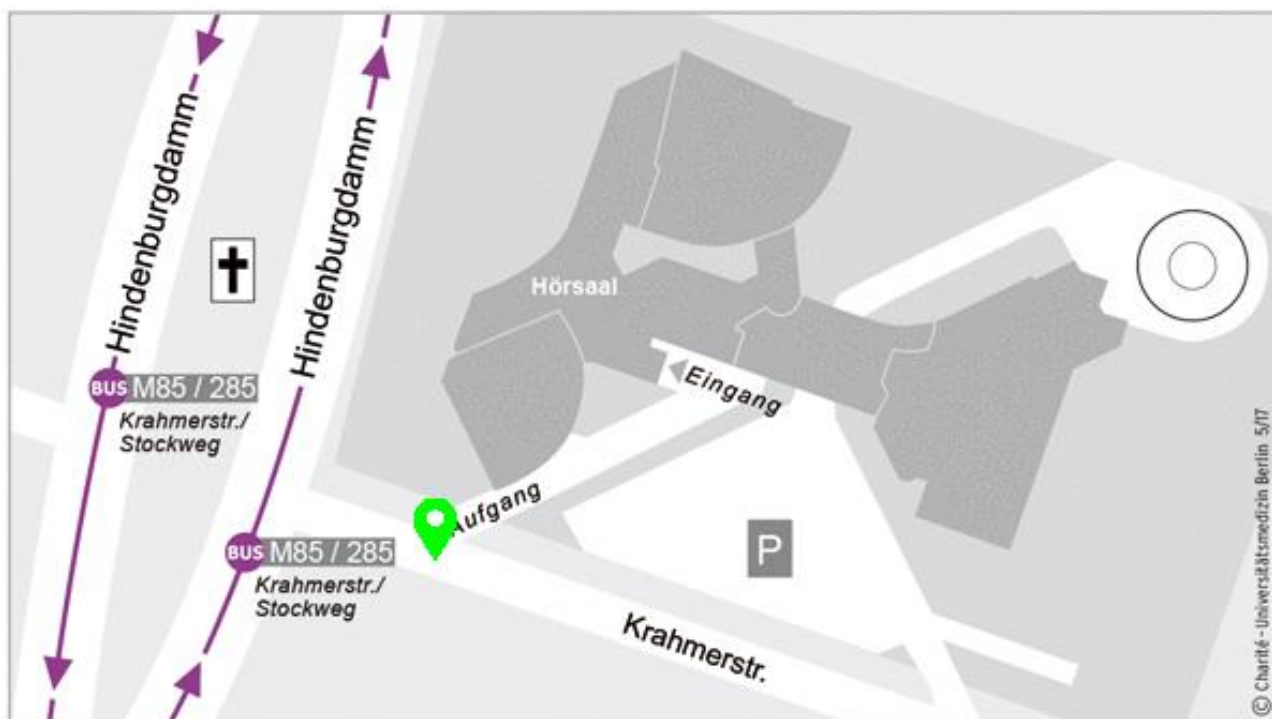 Hindenburgdamm
Hindenburgdamm
Hörsaal
Eingang
BUS M85 / 285
Krahmerstr./
Stockweg
Aufgang
BUS M85 / 285
Krahmerstr./
Stockweg
P
Krahmerstr.
© Charité - Universitätsmedizin Berlin 5/17